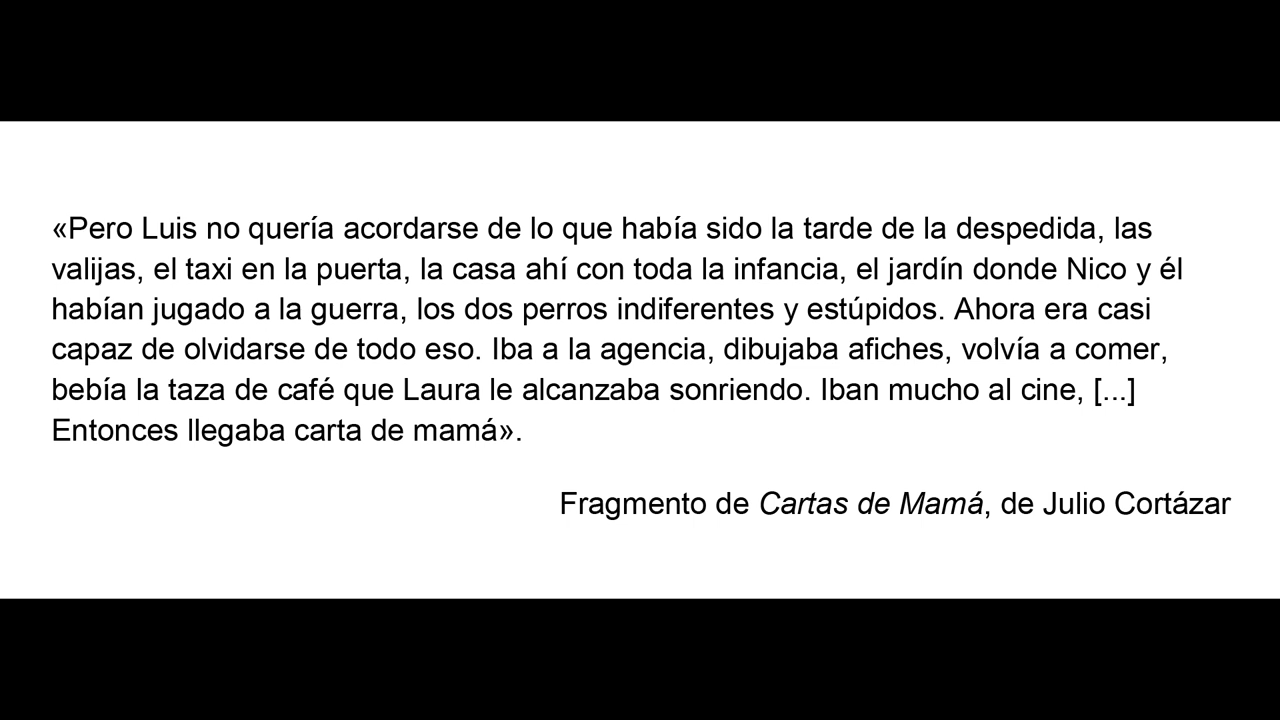 «Pero Luis no quería acordarse de lo que había sido la tarde de la despedida, las
valijas, el taxi en la puerta, la casa ahí con toda la infancia, el jardín donde Nico y él
habían jugado a la guerra, los dos perros indiferentes y estúpidos. Ahora era casi
capaz de olvidarse de todo eso. Iba a la agencia, dibujaba afiches, volvía a comer,
bebía la taza de café que Laura le alcanzaba sonriendo. Iban mucho al cine, [...]
Entonces llegaba carta de mamá».
Fragmento de Cartas de Mamá, de Julio Cortázar